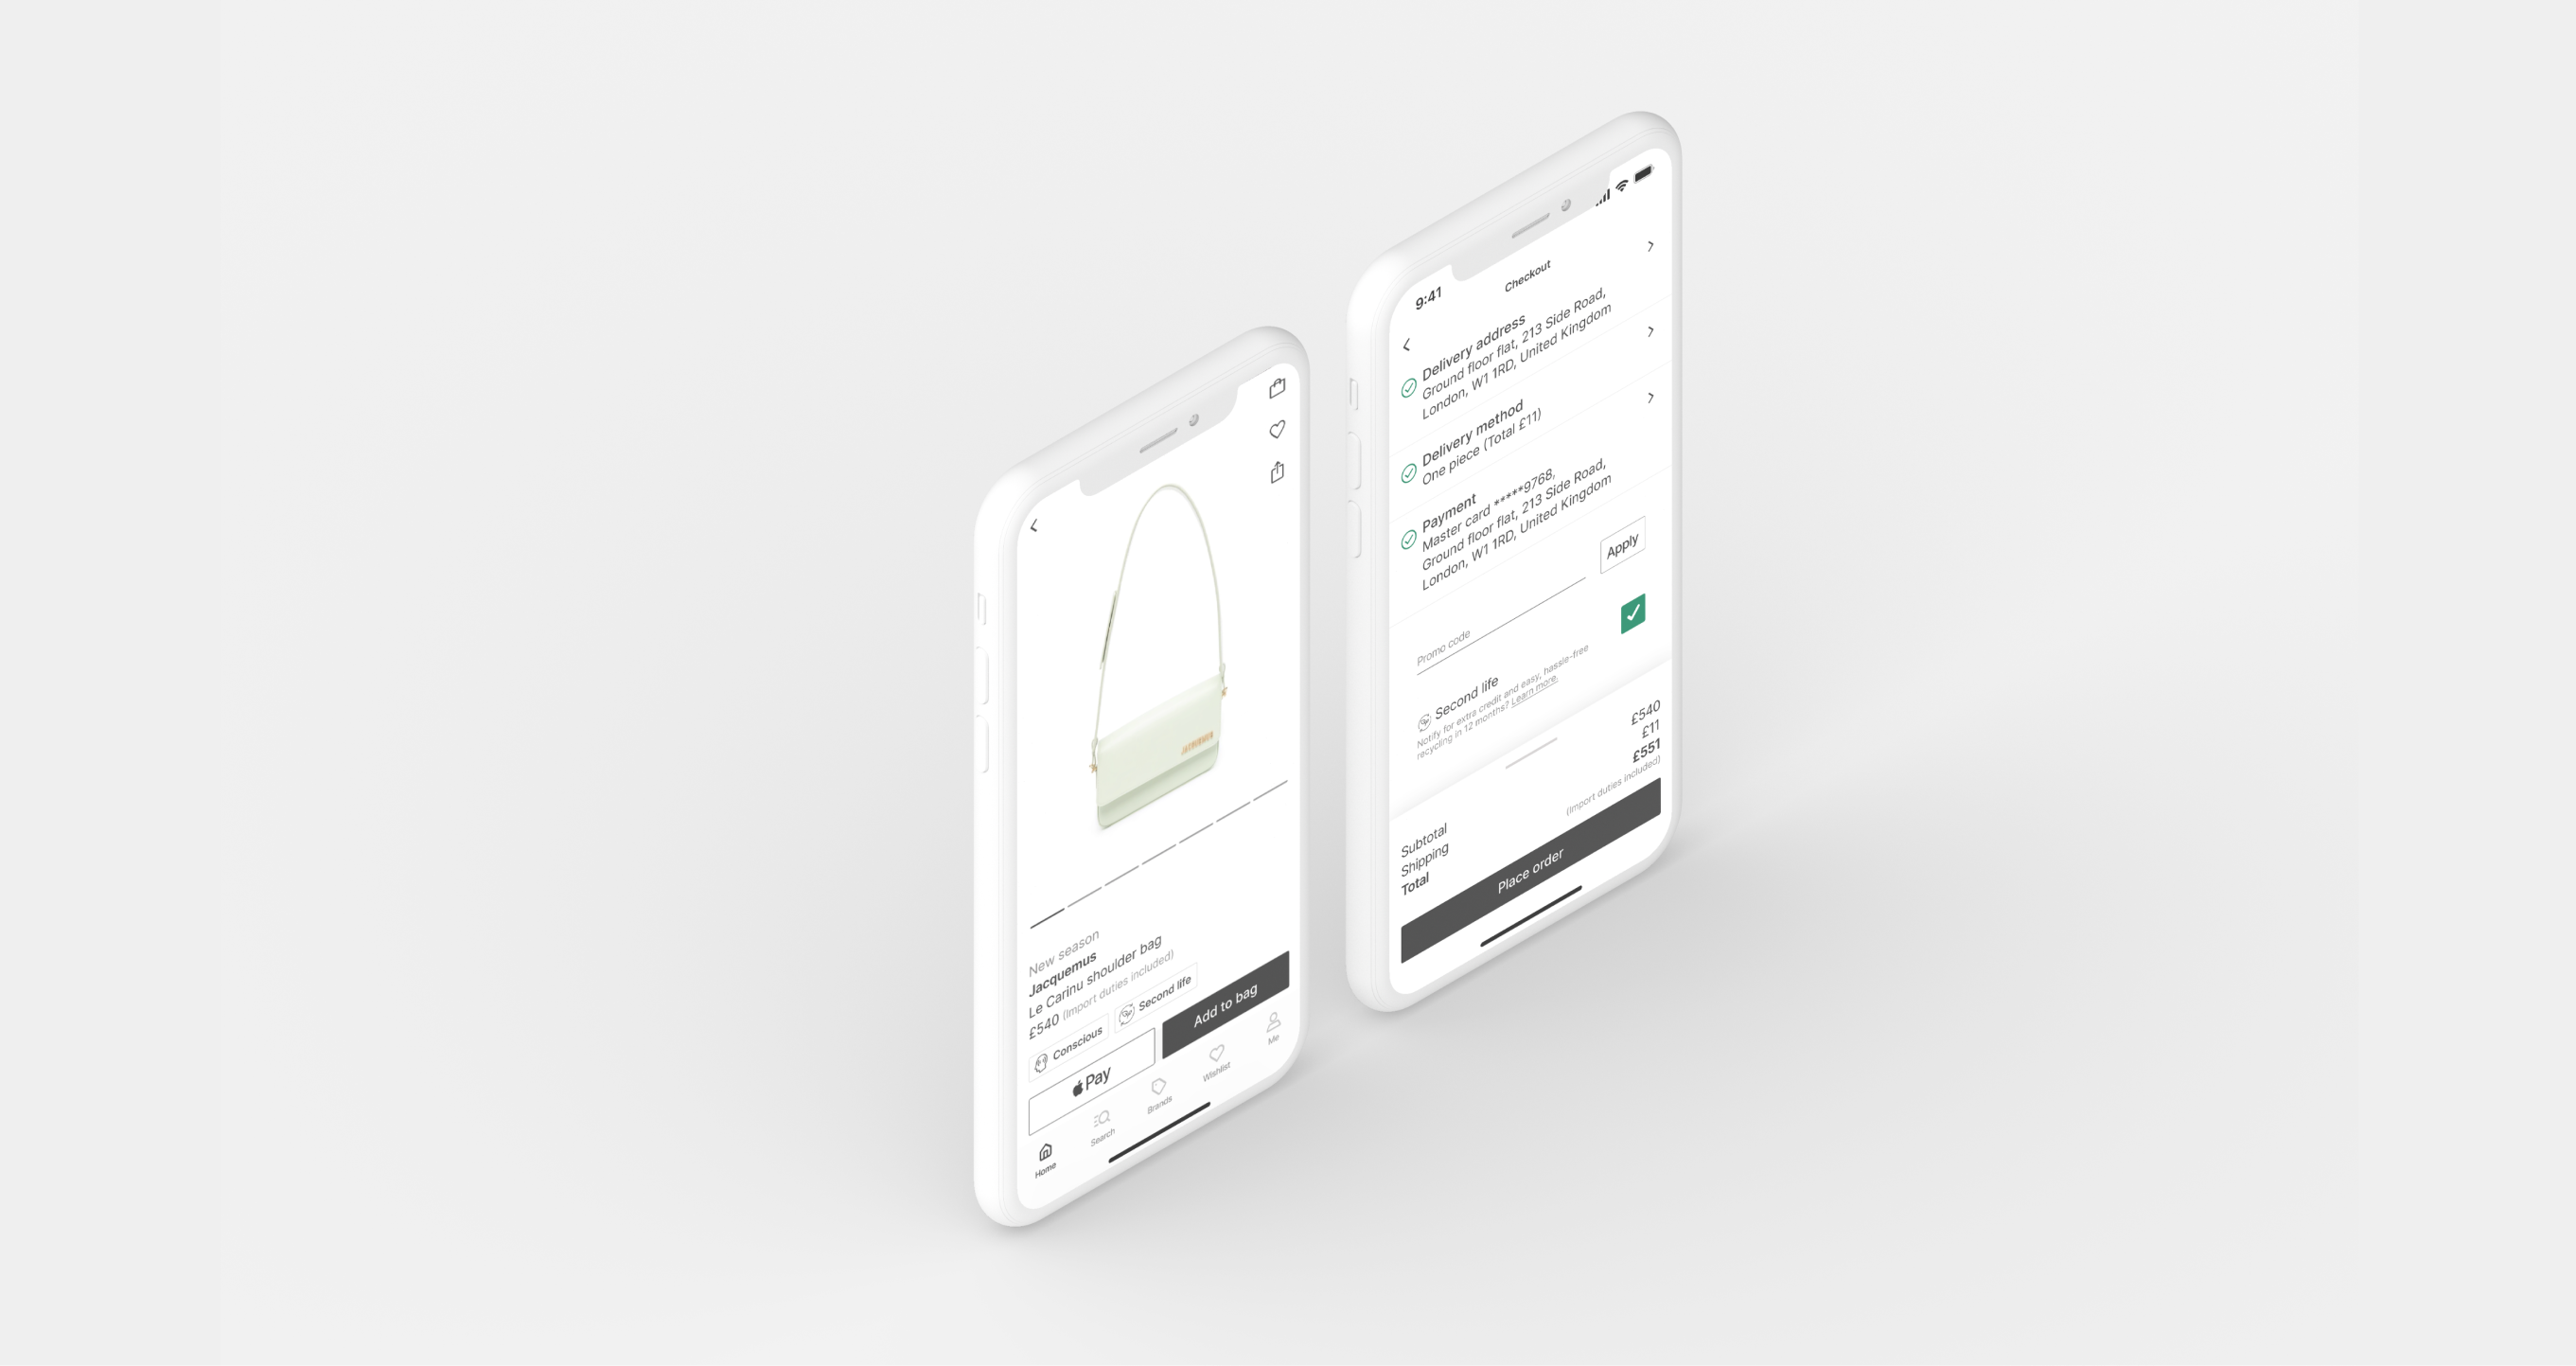 New season
Jacquemus
Le Carinu shoulder bag
£540 (Import duties included)
Conscious
Second life
Pay
Add to bag
Home
Search
Brands
Wishlist
Me
9:41
Checkout
Delivery address
Ground floor flat, 213 Side Road,
London, W1 1RD, United Kingdom
Delivery method
One piece (Total £11)
Payment
Master card *****9768,
Ground floor flat, 213 Side Road,
London, W1 1RD, United Kingdom
Promo code
Apply
Second life
Notify for extra credit and easy, hassle-free
recycling in 12 months? Learn more.
Subtotal £540
Shipping £11
Total £551
(Import duties included)
Place order